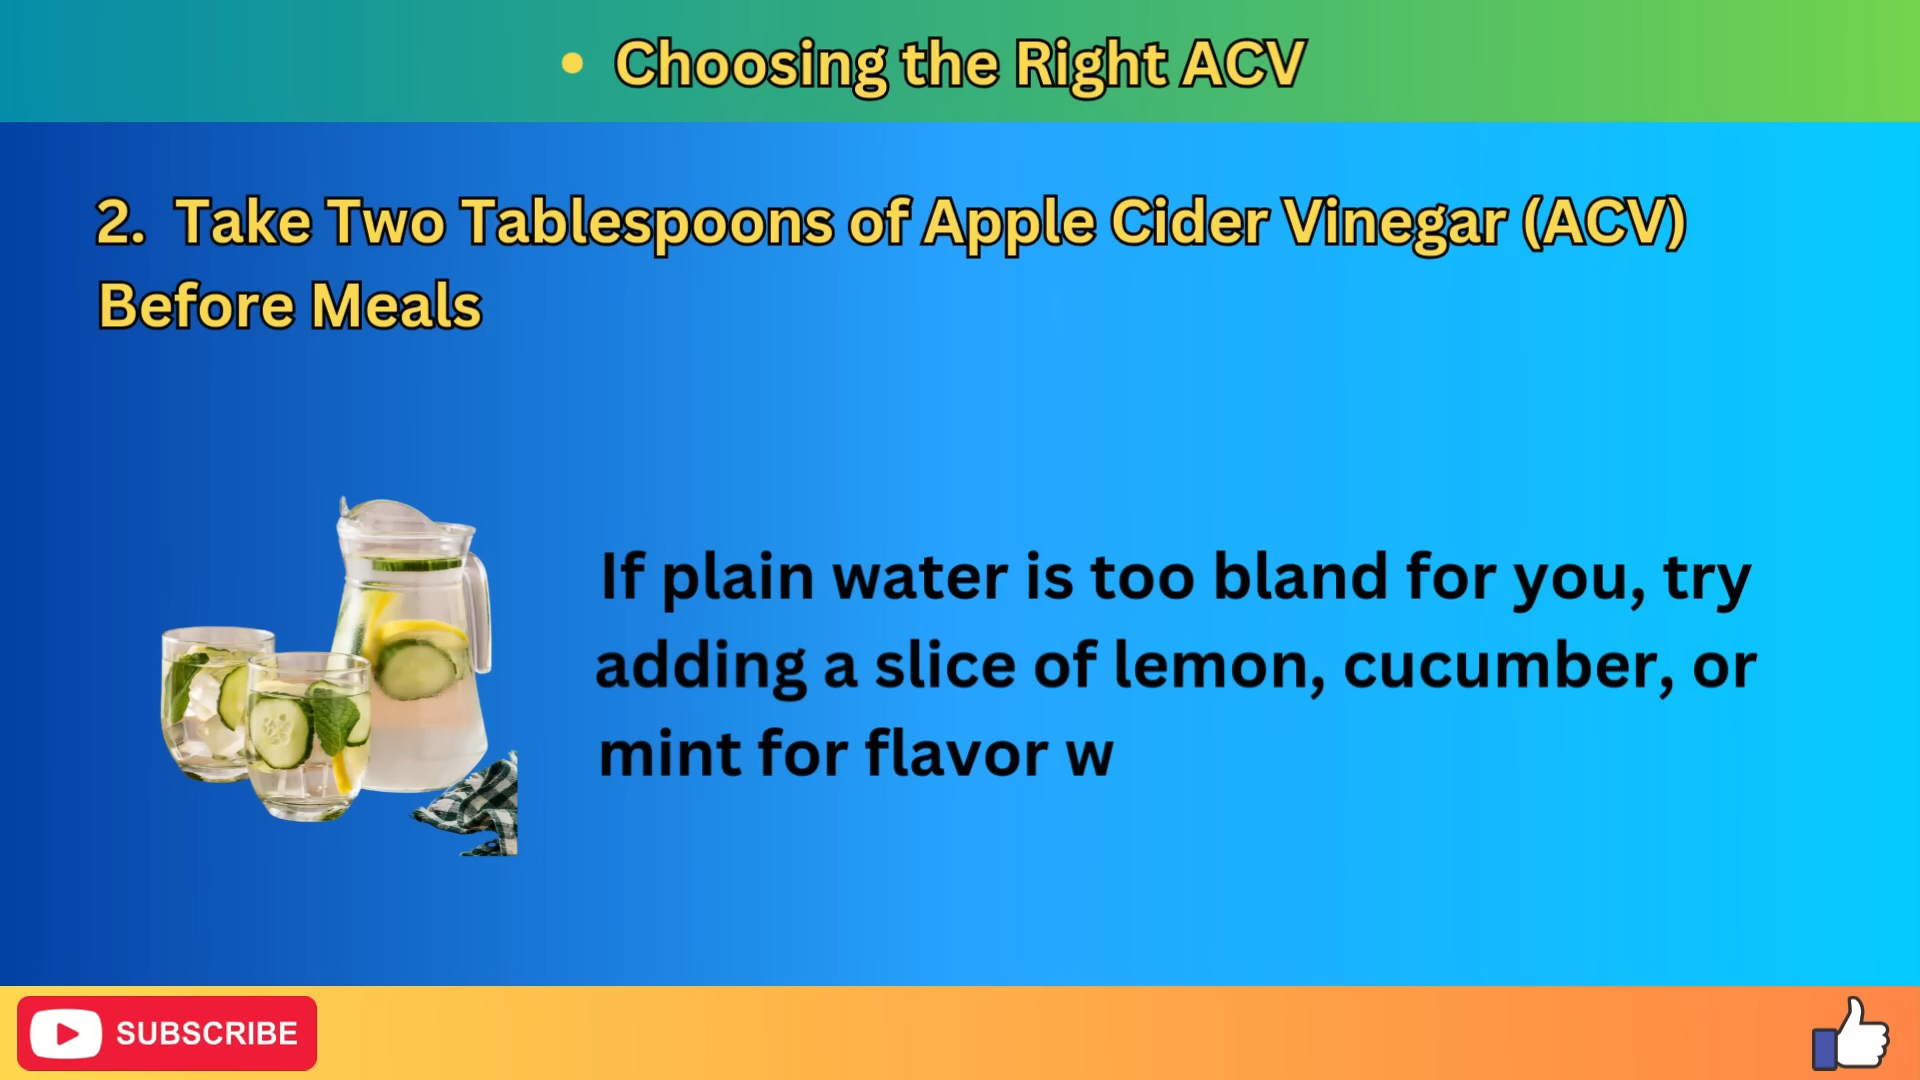 • Choosing the Right ACV
2. Take Two Tablespoons of Apple Cider Vinegar (ACV)
Before Meals
If plain water is too bland for you, try
adding a slice of lemon, cucumber, or
mint for flavor w
SUBSCRIBE